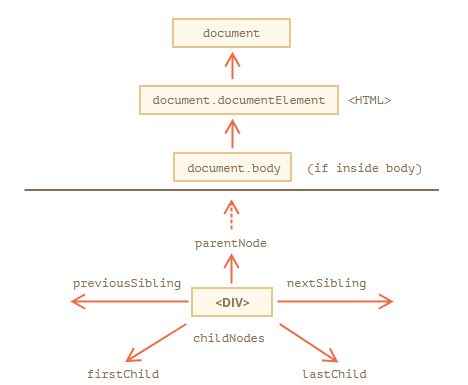 document
document.documentElement <HTML>
document.body (if inside body)
parentNode
previousSibling nextSibling
<DIV>
childNodes
firstChild lastChild